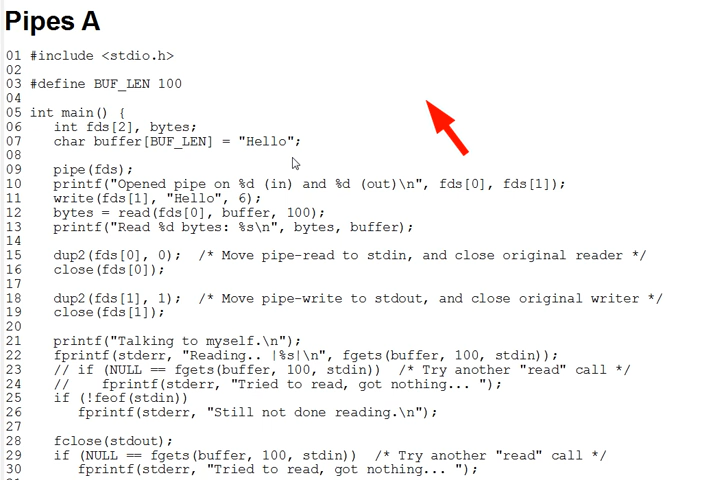 Pipes A
01 #include <stdio.h>
02
03 #define BUF_LEN 100
04
05 int main() {
06    int fds[2], bytes;
07    char buffer[BUF_LEN] = "Hello";
08
09    pipe(fds);
10    printf("Opened pipe on %d (in) and %d (out)\n", fds[0], fds[1]);
11    write(fds[1], "Hello", 6);
12    bytes = read(fds[0], buffer, 100);
13    printf("Read %d bytes: %s\n", bytes, buffer);
14
15    dup2(fds[0], 0);  /* Move pipe-read to stdin, and close original reader */
16    close(fds[0]);
17
18    dup2(fds[1], 1);  /* Move pipe-write to stdout, and close original writer */
19    close(fds[1]);
20
21    printf("Talking to myself.\n");
22    fprintf(stderr, "Reading.. |%s|\n", fgets(buffer, 100, stdin));
23    // if (NULL == fgets(buffer, 100, stdin))  /* Try another "read" call */
24    //    fprintf(stderr, "Tried to read, got nothing... ");
25    if (!feof(stdin))
26       fprintf(stderr, "Still not done reading.\n");
27
28    fclose(stdout);
29    if (NULL == fgets(buffer, 100, stdin))  /* Try another "read" call */
30       fprintf(stderr, "Tried to read, got nothing... ");